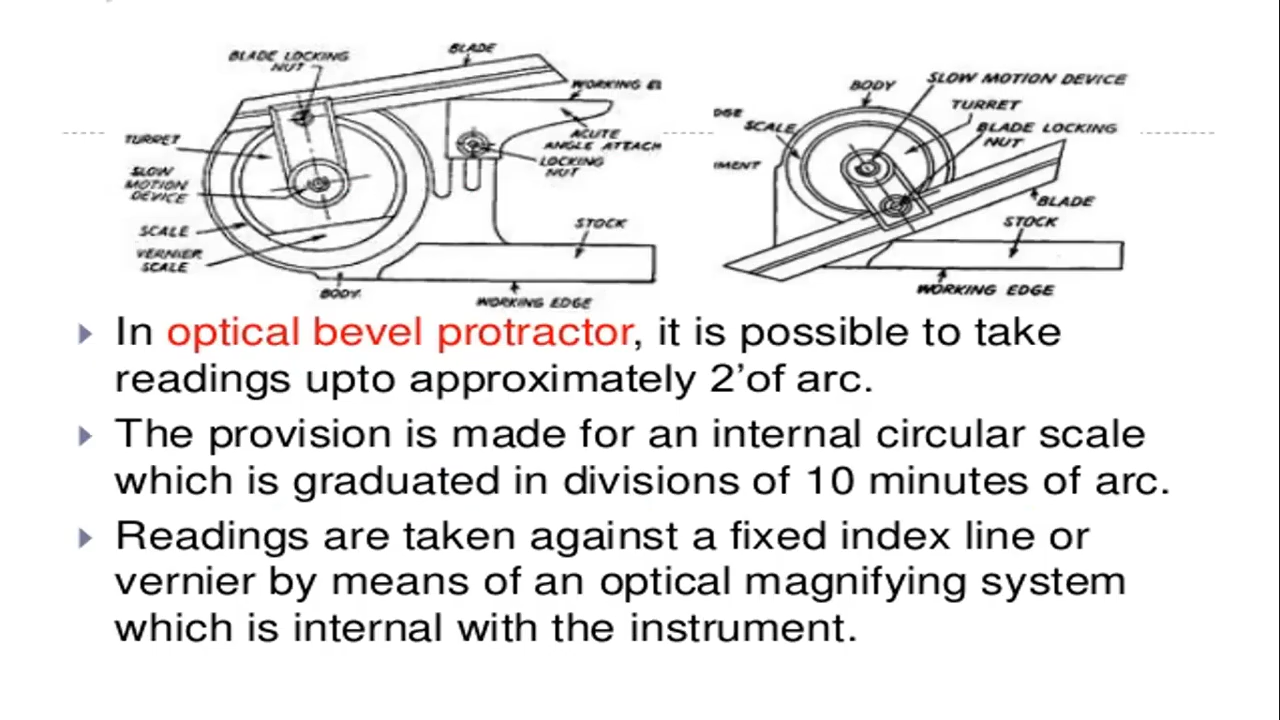 BLADE LOCKING
NUT
BLADE
WORKING
ACUTE
ANGLE ATTACH
LOCKING
NUT
TURRET
SLOW
MOTION
DEVICE
SCALE
VERNIER
SCALE
STOCK
BODY
WORKING EDGE
BODY
SLOW MOTION DEVICE
TURRET
SCALE
BLADE LOCKING
NUT
BLADE
STOCK
WORKING EDGE
In optical bevel protractor, it is possible to take
readings upto approximately 2’of arc.
The provision is made for an internal circular scale
which is graduated in divisions of 10 minutes of arc.
Readings are taken against a fixed index line or
vernier by means of an optical magnifying system
which is internal with the instrument.